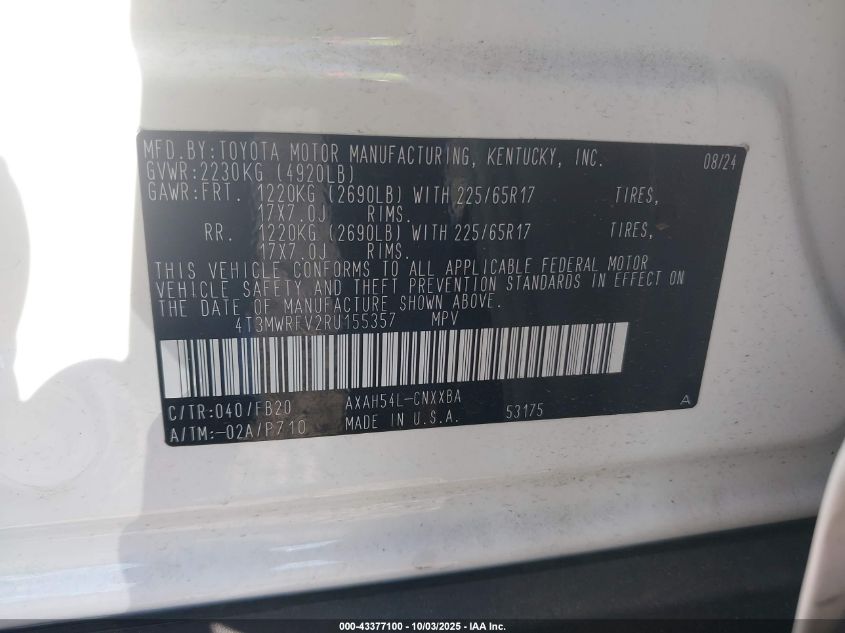 MFD.BY:TOYOTA MOTOR MANUFACTURING, KENTUCKY, INC. 08/24
GVWR:2230KG (4920LB)
GAWR:FRT. 1220KG (2690LB) WITH 225/65R17 TIRES,
17X7.0J RIMS.
RR. 1220KG (2690LB) WITH 225/65R17 TIRES,
17X7.0J RIMS.
THIS VEHICLE CONFORMS TO ALL APPLICABLE FEDERAL MOTOR
VEHICLE SAFETY AND THEFT PREVENTION STANDARDS IN EFFECT ON
THE DATE OF MANUFACTURE SHOWN ABOVE.
4T3MWRFV2RU155357 MPV
C/TR:040/FB20 AXAH54L-CNXXBA
A/TM:-02A/P710 MADE IN U.S.A. 53175 A
000-43377100 - 10/03/2025 - IAA Inc.